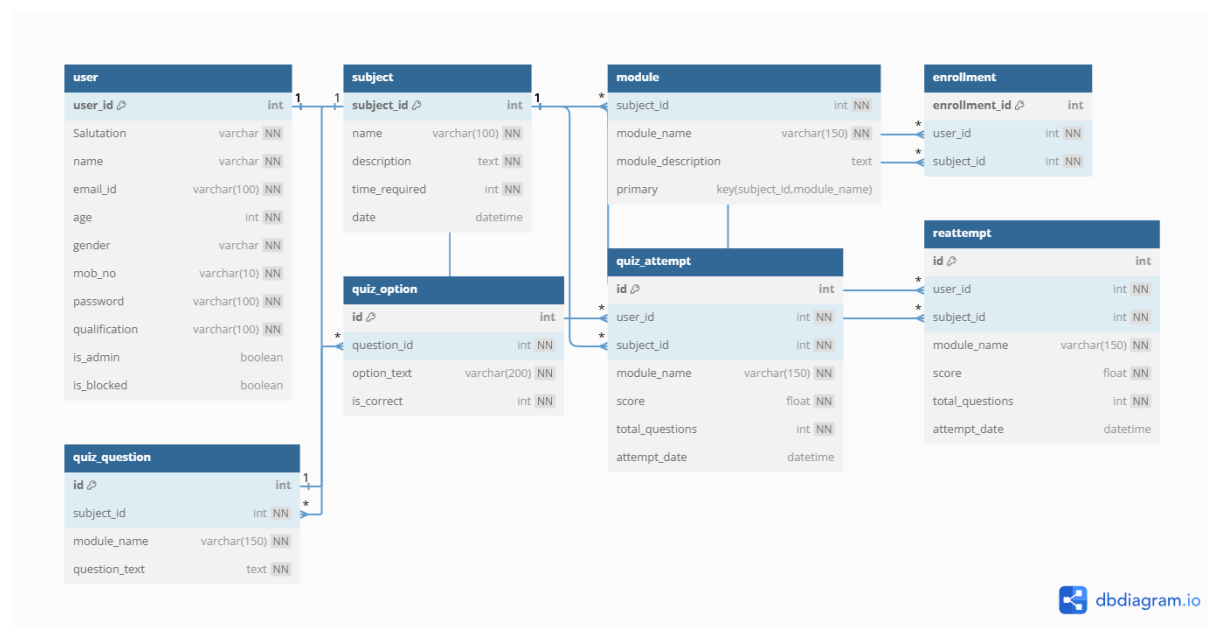 user
user_id int
Salutation varchar NN
name varchar NN
email_id varchar(100) NN
age int NN
gender varchar NN
mob_no varchar(10) NN
password varchar(100) NN
qualification varchar(100) NN
is_admin boolean
is_blocked boolean
1
1
subject
subject_id int
name varchar(100) NN
description text NN
time_required int NN
date datetime
1
*
module
subject_id int NN
module_name varchar(150) NN
module_description text
primary key(subject_id,module_name)
enrollment
enrollment_id int
* user_id int NN
* subject_id int NN
quiz_option
id int
* question_id int NN
option_text varchar(200) NN
is_correct int NN
quiz_attempt
id int
* user_id int NN
* subject_id int NN
module_name varchar(150) NN
score float NN
total_questions int NN
attempt_date datetime
reattempt
id int
* user_id int NN
* subject_id int NN
module_name varchar(150) NN
score float NN
total_questions int NN
attempt_date datetime
quiz_question
id int 1
subject_id int NN *
module_name varchar(150) NN
question_text text NN
dbdiagram.io